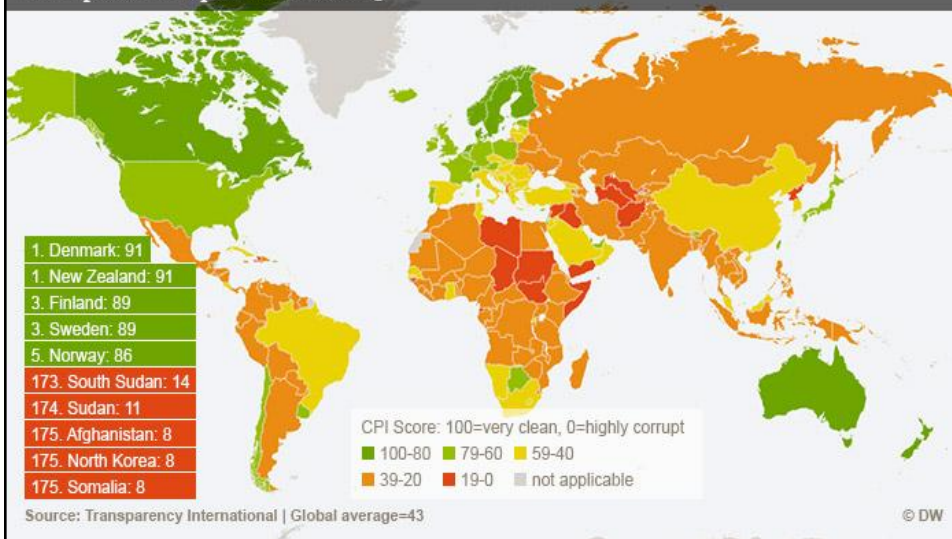 1. Denmark: 91
1. New Zealand: 91
3. Finland: 89
3. Sweden: 89
5. Norway: 86
173. South Sudan: 14
174. Sudan: 11
175. Afghanistan: 8
175. North Korea: 8
175. Somalia: 8
CPI Score: 100=very clean, 0=highly corrupt
100-80 79-60 59-40
39-20 19-0 not applicable
Source: Transparency International | Global average=43 © DW